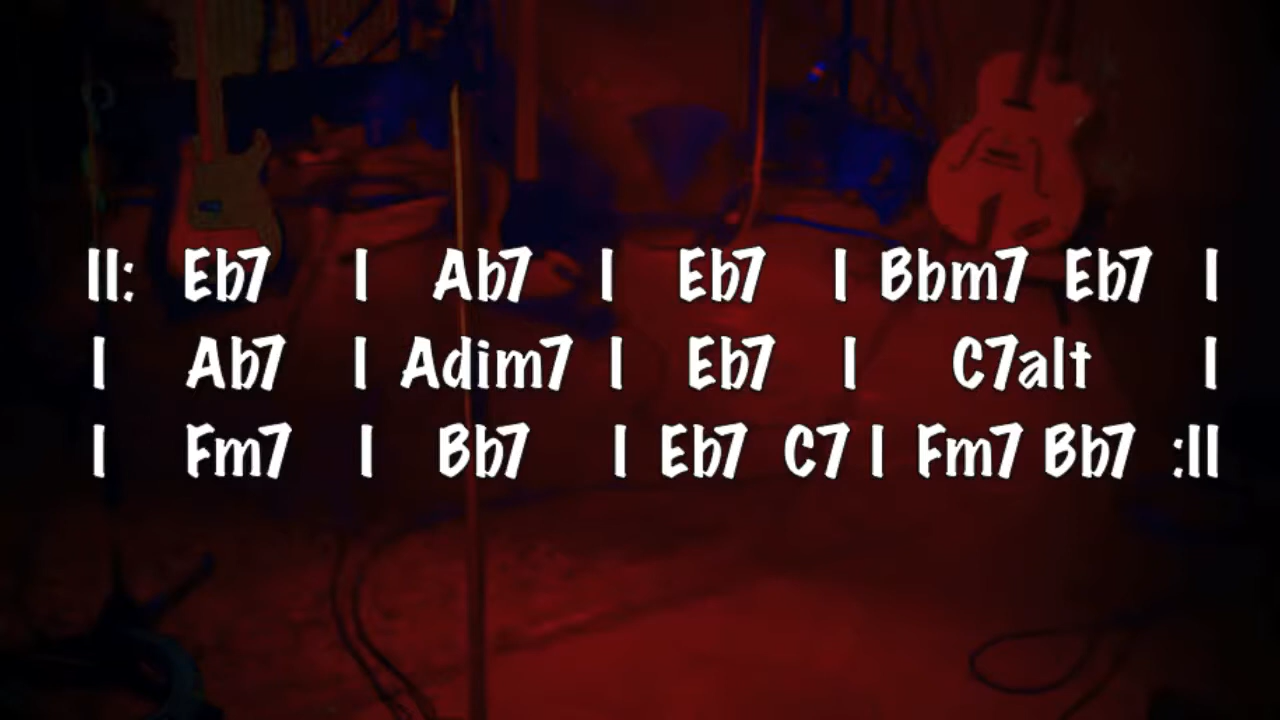 II: Eb7 I Ab7 I Eb7 I Bbm7 Eb7 I
I Ab7 I Adim7 I Eb7 I C7alt I
I Fm7 I Bb7 I Eb7 C7 I Fm7 Bb7 :II